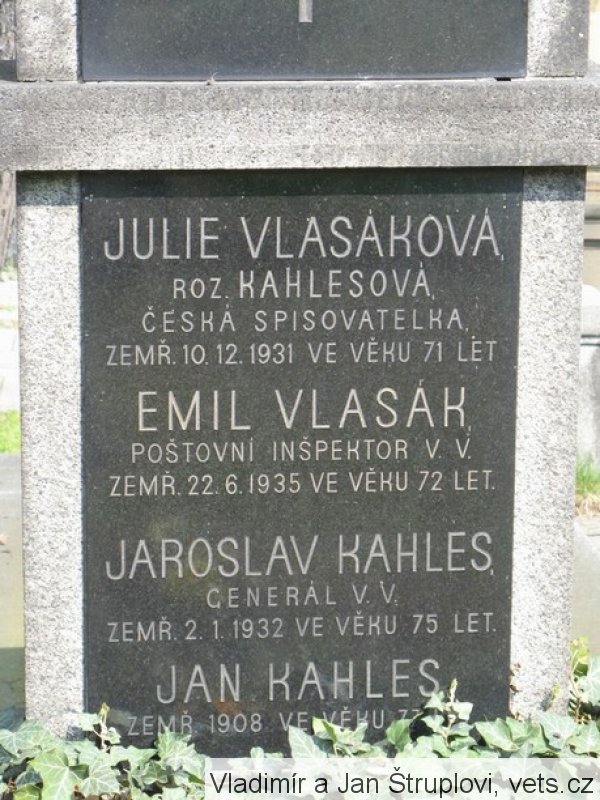 JULIE VLASÁKOVÁ,
ROZ. KAHLESOVÁ,
ČESKÁ SPISOVATELKA,
ZEMŘ. 10. 12. 1931 VE VĚKU 71 LET
EMIL VLASÁK,
POŠTOVNÍ INŠPEKTOR V. V.
ZEMŘ. 22. 6. 1935 VE VĚKU 72 LET.
JAROSLAV KAHLES,
GENERÁL V. V.
ZEMŘ. 2. 1. 1932 VE VĚKU 75 LET.
JAN KAHLES,
ZEMŘ. 1908 VE VĚKU
Vladimír a Jan Štruplovi, vets.cz